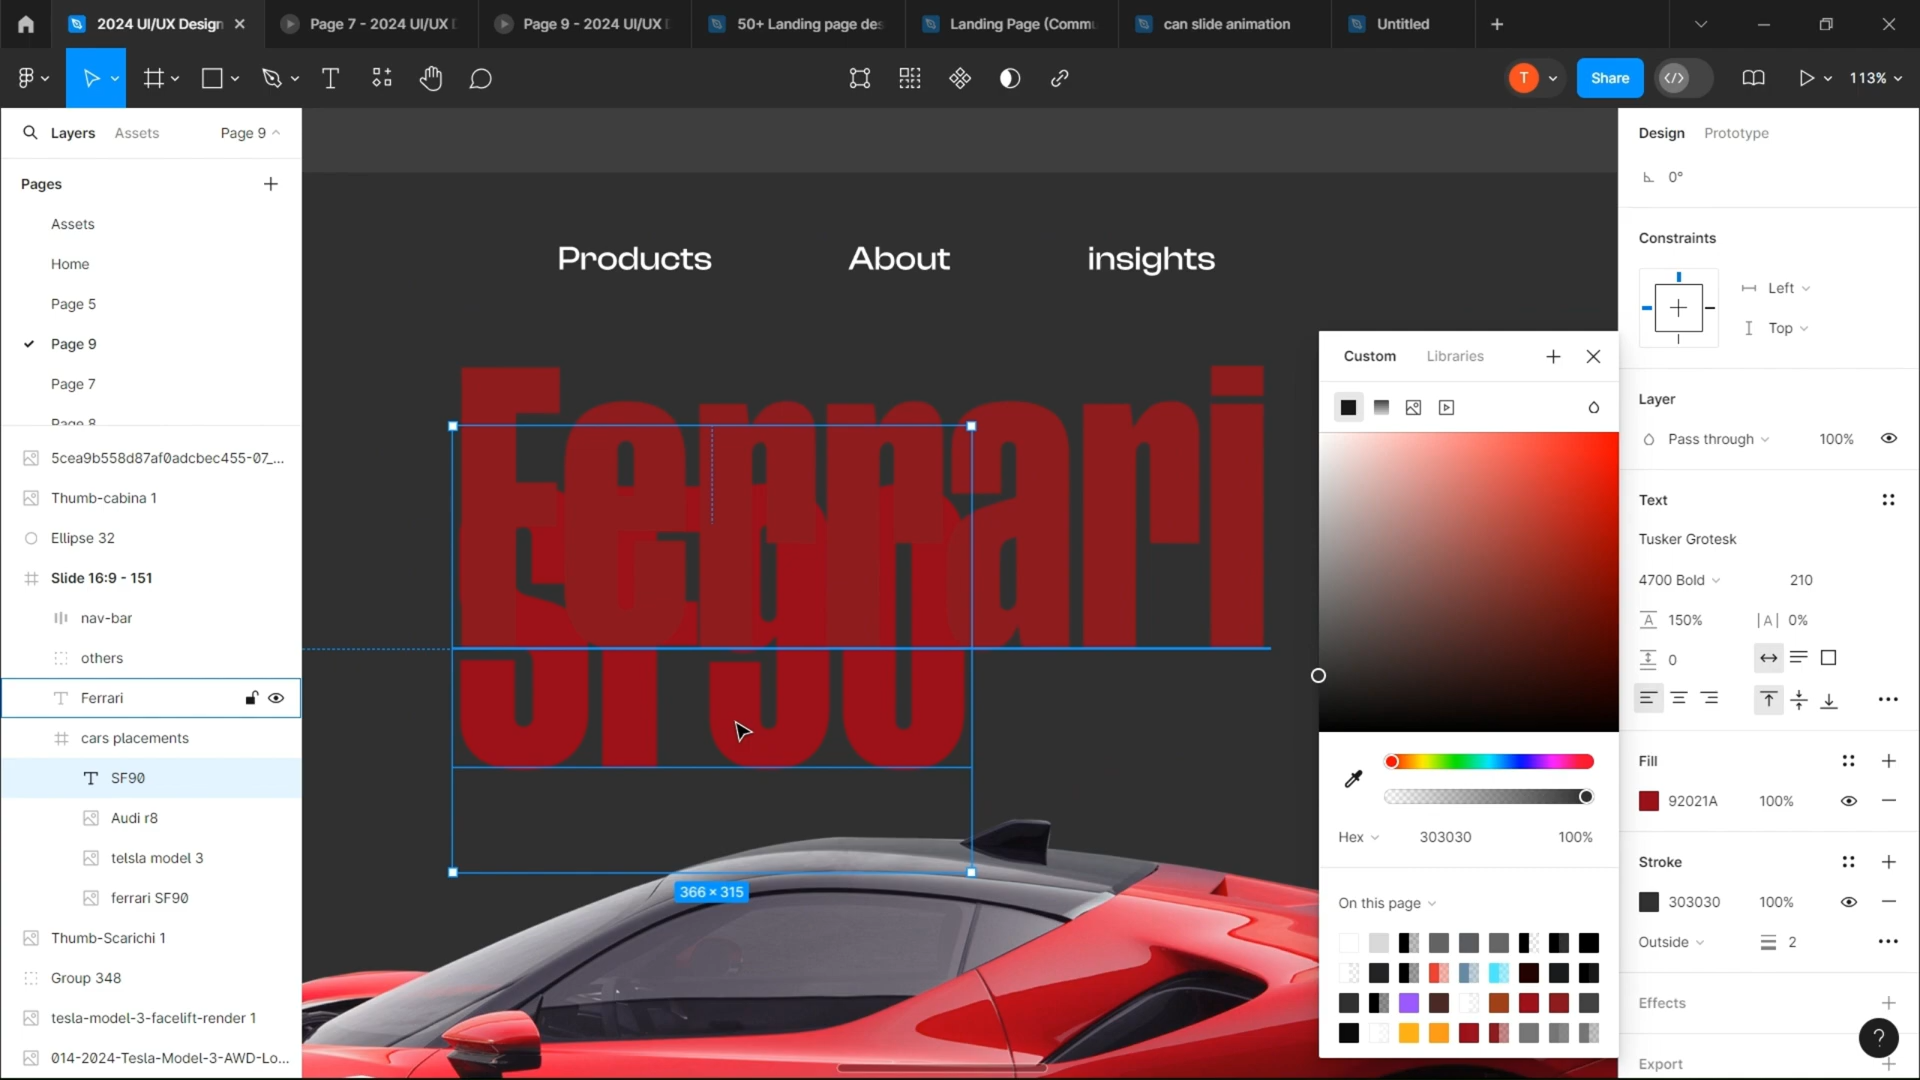 2024 UI/UX Design
Page 7 - 2024 UI/UX D
Page 9 - 2024 UI/UX D
50+ Landing page des
Landing Page (Commu
can slide animation
Untitled
T
Share
113%
Layers
Assets
Page 9
Pages
Assets
Home
Page 5
Page 9
Page 7
Page 8
5cea9b558d87af0adcbec455-07_...
Thumb-cabina 1
Ellipse 32
Slide 16:9 - 151
nav-bar
others
Ferrari
cars placements
SF90
Audi r8
telsla model 3
ferrari SF90
Thumb-Scarichi 1
Group 348
tesla-model-3-facelift-render 1
014-2024-Tesla-Model-3-AWD-Lo...
Products
About
insights
Ferrari
SF90
366 × 315
Custom
Libraries
Hex
303030
100%
On this page
Design
Prototype
0°
Constraints
Left
Top
Layer
Pass through
100%
Text
Tusker Grotesk
4700 Bold
210
150%
0%
0
Fill
92021A
100%
Stroke
303030
100%
Outside
2
Effects
Export
?